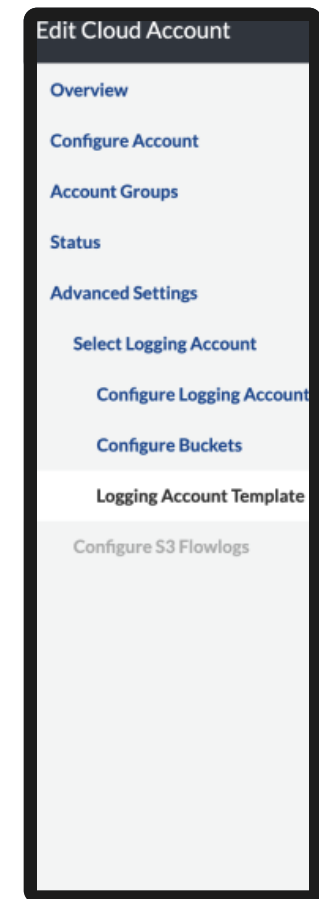 Edit Cloud Account
Overview
Configure Account
Account Groups
Status
Advanced Settings
Select Logging Account
Configure Logging Account
Configure Buckets
Logging Account Template
Configure S3 Flowlogs